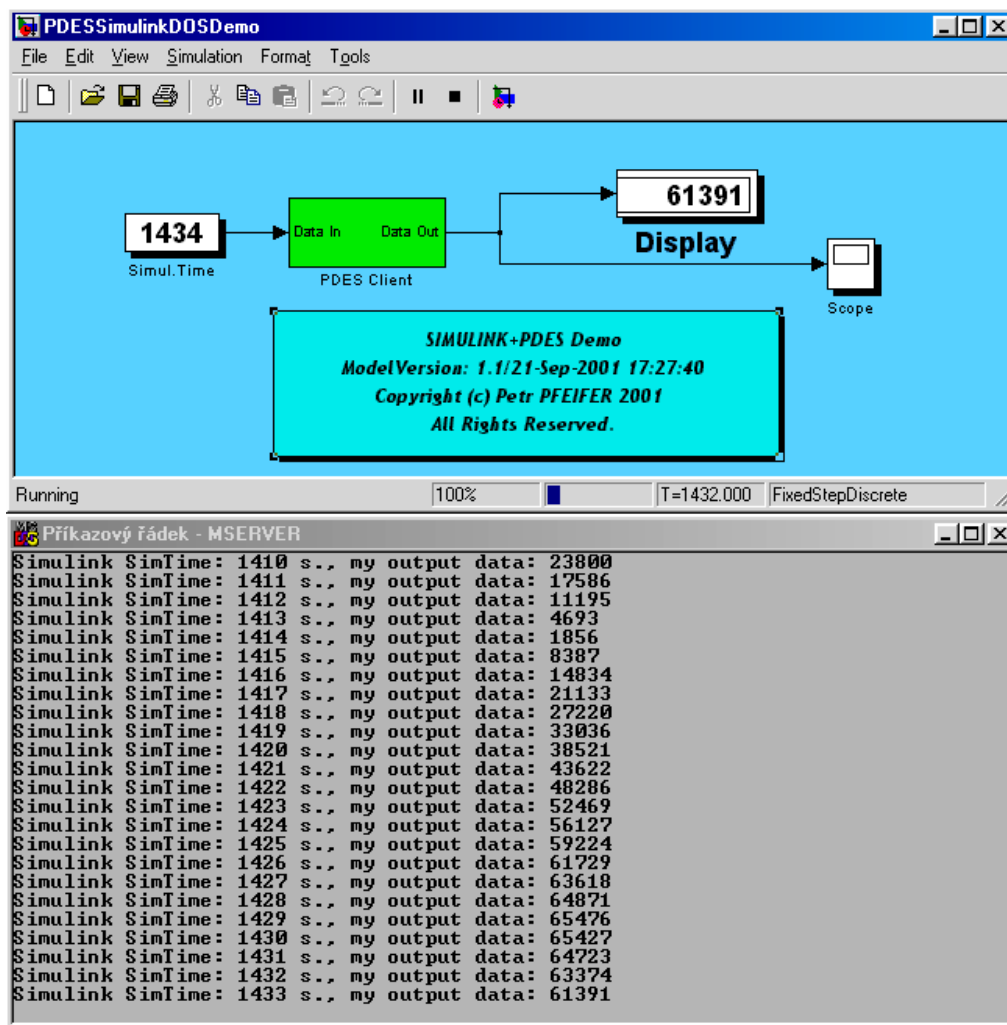 PDESSimulinkDOSDemo
File Edit View Simulation Format Tools
61391
1434
Data In Data Out
Display
Simul.Time
PDES Client
Scope
SIMULINK+PDES Demo
ModelVersion: 1.1/21-Sep-2001 17:27:40
Copyright (c) Petr PFEIFER 2001
All Rights Reserved.
Running 100% T=1432.000 FixedStepDiscrete
Příkazový řádek - MSERVER
Simulink SimTime: 1410 s., my output data: 23800
Simulink SimTime: 1411 s., my output data: 17586
Simulink SimTime: 1412 s., my output data: 11195
Simulink SimTime: 1413 s., my output data: 4693
Simulink SimTime: 1414 s., my output data: 1856
Simulink SimTime: 1415 s., my output data: 8387
Simulink SimTime: 1416 s., my output data: 14834
Simulink SimTime: 1417 s., my output data: 21133
Simulink SimTime: 1418 s., my output data: 27220
Simulink SimTime: 1419 s., my output data: 33036
Simulink SimTime: 1420 s., my output data: 38521
Simulink SimTime: 1421 s., my output data: 43622
Simulink SimTime: 1422 s., my output data: 48286
Simulink SimTime: 1423 s., my output data: 52469
Simulink SimTime: 1424 s., my output data: 56127
Simulink SimTime: 1425 s., my output data: 59224
Simulink SimTime: 1426 s., my output data: 61729
Simulink SimTime: 1427 s., my output data: 63618
Simulink SimTime: 1428 s., my output data: 64871
Simulink SimTime: 1429 s., my output data: 65476
Simulink SimTime: 1430 s., my output data: 65427
Simulink SimTime: 1431 s., my output data: 64723
Simulink SimTime: 1432 s., my output data: 63374
Simulink SimTime: 1433 s., my output data: 61391